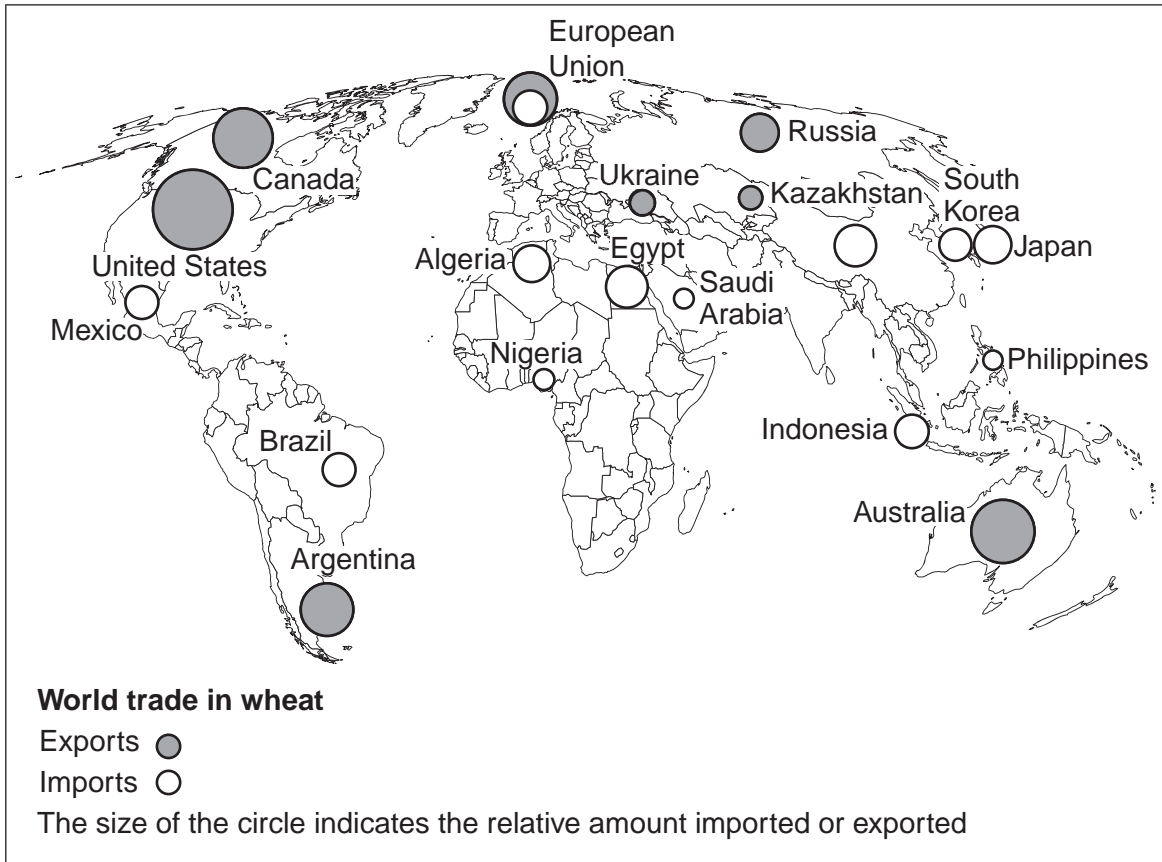 European
Union
Russia
Canada
Ukraine
Kazakhstan
South
Korea
Japan
United States
Algeria
Egypt
Saudi
Arabia
Mexico
Nigeria
Philippines
Brazil
Indonesia
Australia
Argentina
World trade in wheat
Exports
Imports
The size of the circle indicates the relative amount imported or exported